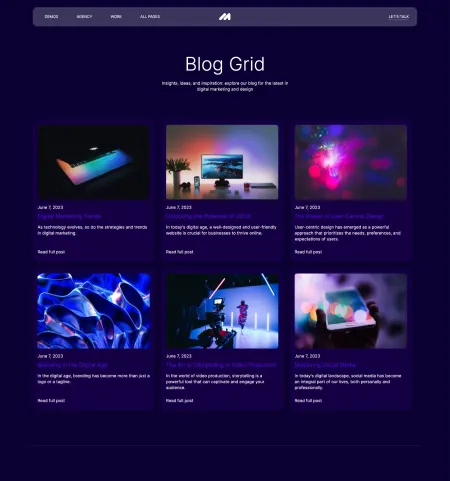 DEMOS
AGENCY
WORK
ALL PAGES
LET'S TALK
Blog Grid
Insights, ideas, and inspiration: explore our blog for the latest in
digital marketing and design
June 7, 2023
Digital Marketing Trends
As technology evolves, so do the strategies and trends
in digital marketing.
Read full post
June 7, 2023
In today's digital age, a well-designed and user-friendly
website is crucial for businesses to thrive online.
Read full post
June 7, 2023
The Power of User-Centric Design
User-centric design has emerged as a powerful
approach that prioritizes the needs, preferences, and
expectations of users.
Read full post
June 7, 2023
Branding in the Digital Age
In the digital age, branding has become more than just a
logo or a tagline.
Read full post
June 7, 2023
The Art of Storytelling in Video Production
In the world of video production, storytelling is a
powerful tool that can captivate and engage your
audience.
Read full post
June 7, 2023
Mastering Social Media
In today's digital landscape, social media has become
an integral part of our lives, both personally and
professionally.
Read full post